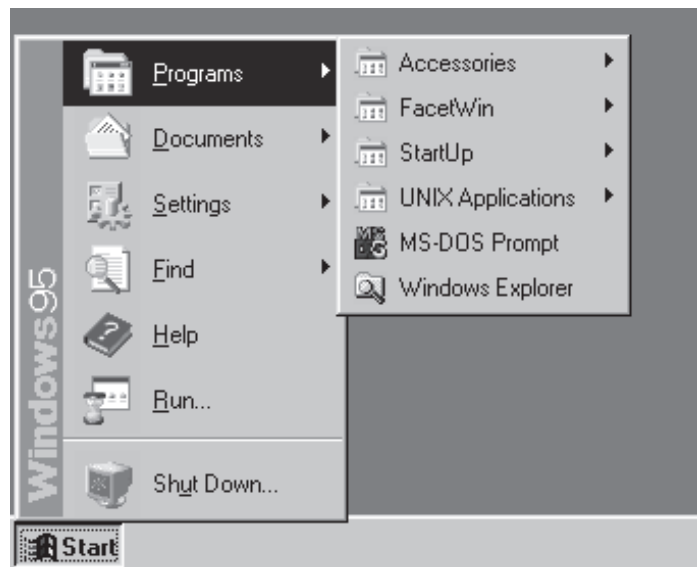 Programs
Documents
Settings
Find
Help
Run...
Shut Down...
Accessories
FacetWin
StartUp
UNIX Applications
MS-DOS Prompt
Windows Explorer
Windows95
Start